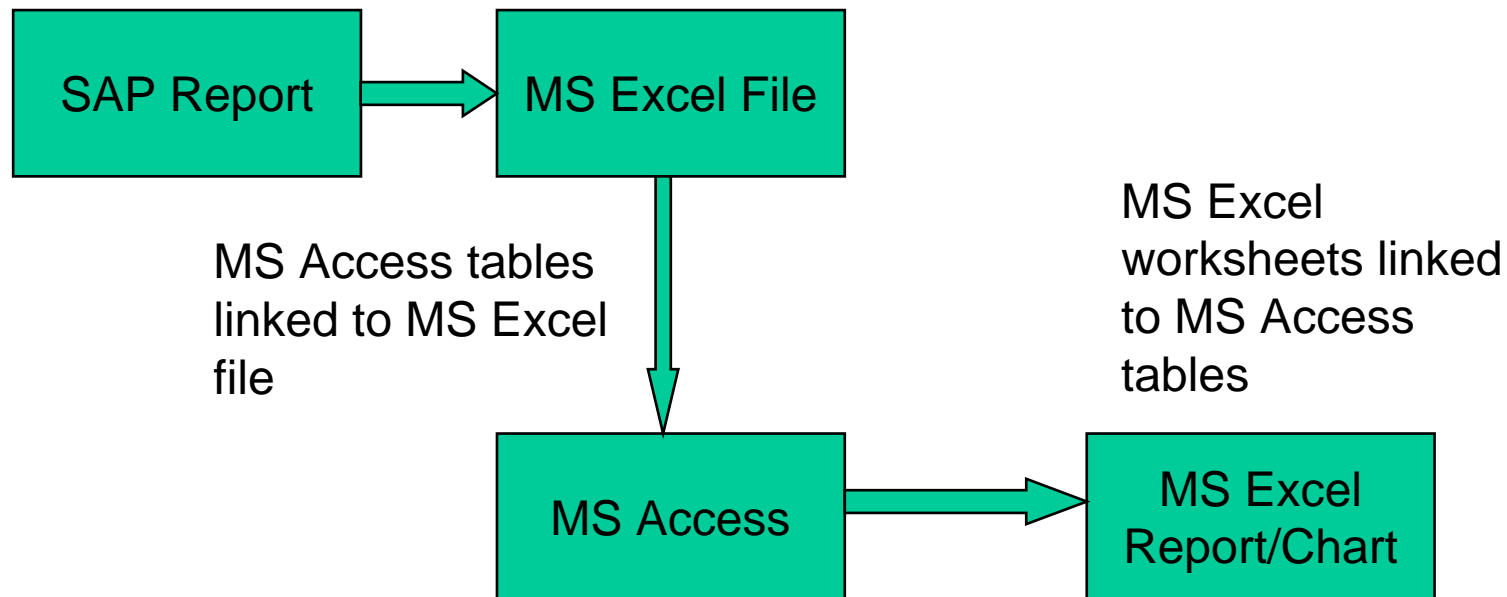 SAP Report
MS Excel File
MS Access tables
linked to MS Excel
file
MS Excel
worksheets linked
to MS Access
tables
MS Access
MS Excel
Report/Chart